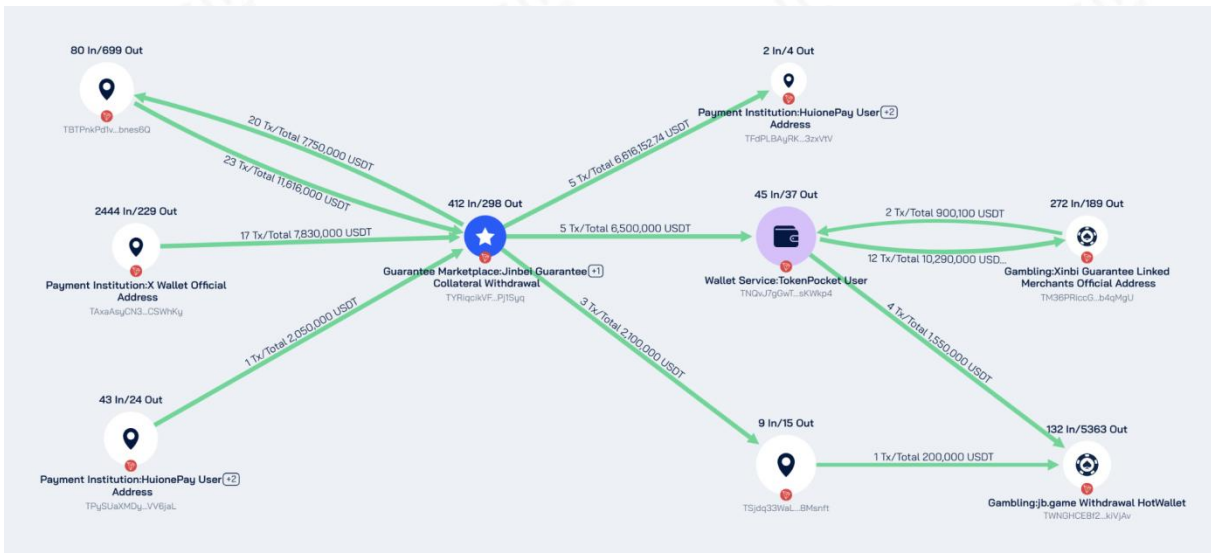 80 In/699 Out
TBTPnkPd1v...bnes6Q
20 Tx/Total 7,750,000 USDT
23 Tx/Total 11,618,000 USDT
2444 In/229 Out
Payment Institution:X Wallet Official
Address
TAxaAsyCN3...CSWhKy
17 Tx/Total 7,830,000 USDT
43 In/24 Out
Payment Institution:HuionePay User +2
Address
TPySUaXMDy...VV6jaL
1 Tx/Total 2,050,000 USDT
412 In/298 Out
Guarantee Marketplace:Jinbei Guarantee +1
Collateral Withdrawal
TYRiqcikVF...Pj1Syq
5 Tx/Total 6,618,152.74 USDT
2 In/4 Out
Payment Institution:HuionePay User +2
Address
TFdPLBAyRK...3zxVtV
5 Tx/Total 6,500,000 USDT
45 In/37 Out
Wallet Service:TokenPocket User
TNQvJ7gGwT...sKWkp4
2 Tx/Total 900,100 USDT
12 Tx/Total 10,290,000 USD...
272 In/189 Out
Gambling:Xinbi Guarantee Linked
Merchants Official Address
TM36PRiccG...b4qMgU
3 Tx/Total 2,100,000 USDT
4 Tx/Total 1,550,000 USDT
9 In/15 Out
TSjdq33WaL...8Msnft
1 Tx/Total 200,000 USDT
132 In/5363 Out
Gambling:jb.game Withdrawal HotWallet
TWNGHCEBf2...kiVjAv